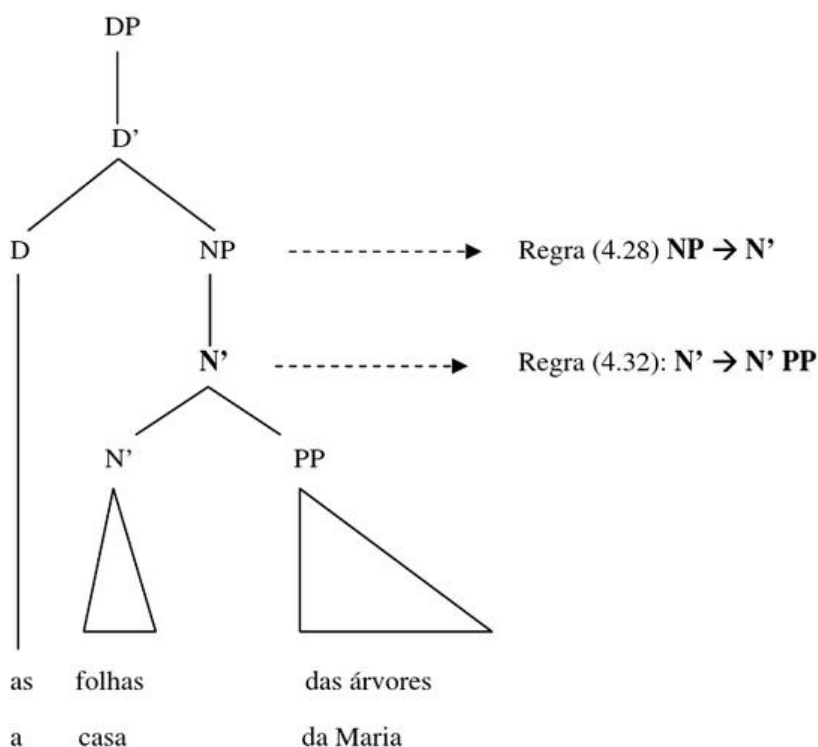 DP
D’
D NP Regra (4.28) NP → N’
N’ Regra (4.32): N’ → N’ PP
N’ PP
as folhas das árvores
a casa da Maria